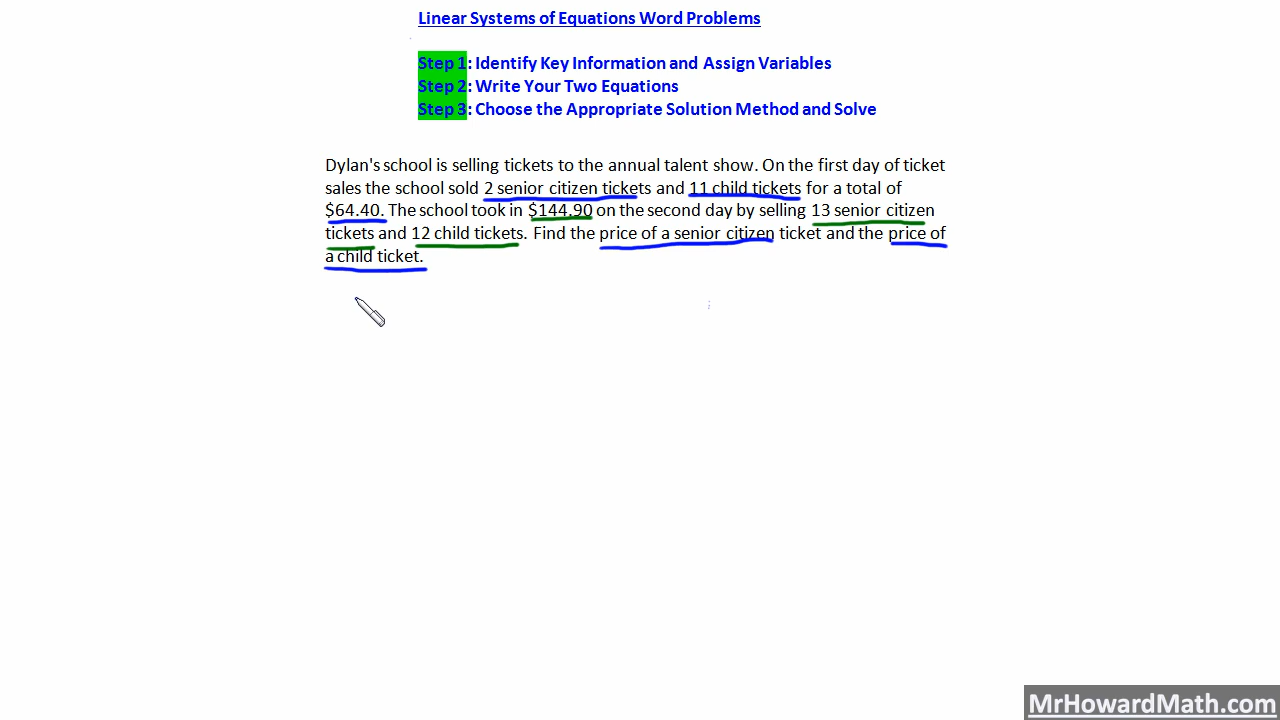 Linear Systems of Equations Word Problems
Step 1: Identify Key Information and Assign Variables
Step 2: Write Your Two Equations
Step 3: Choose the Appropriate Solution Method and Solve
Dylan's school is selling tickets to the annual talent show. On the first day of ticket
sales the school sold 2 senior citizen tickets and 11 child tickets for a total of
$64.40. The school took in $144.90 on the second day by selling 13 senior citizen
tickets and 12 child tickets. Find the price of a senior citizen ticket and the price of
a child ticket.
MrHowardMath.com